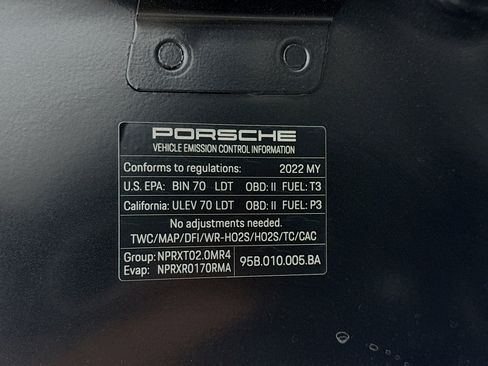 PORSCHE
VEHICLE EMISSION CONTROL INFORMATION
Conforms to regulations: 2022 MY
U.S. EPA: BIN 70 LDT OBD: II FUEL: T3
California: ULEV 70 LDT OBD: II FUEL: P3
No adjustments needed.
TWC/MAP/DFI/WR-HO2S/HO2S/TC/CAC
Group: NPRXT02.0MR4
Evap: NPRXR0170RMA
95B.010.005.BA